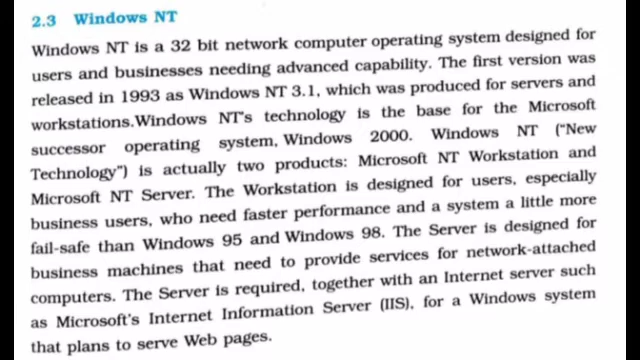 2.3 Windows NT
Windows NT is a 32 bit network computer operating system designed for
users and businesses needing advanced capability. The first version was
released in 1993 as Windows NT 3.1, which was produced for servers and
workstations.Windows NT's technology is the base for the Microsoft
successor operating system, Windows 2000. Windows NT ("New
Technology") is actually two products: Microsoft NT Workstation and
Microsoft NT Server. The Workstation is designed for users, especially
business users, who need faster performance and a system a little more
fail-safe than Windows 95 and Windows 98. The Server is designed for
business machines that need to provide services for network-attached
computers. The Server is required, together with an Internet server such
as Microsoft's Internet Information Server (IIS), for a Windows system
that plans to serve Web pages.